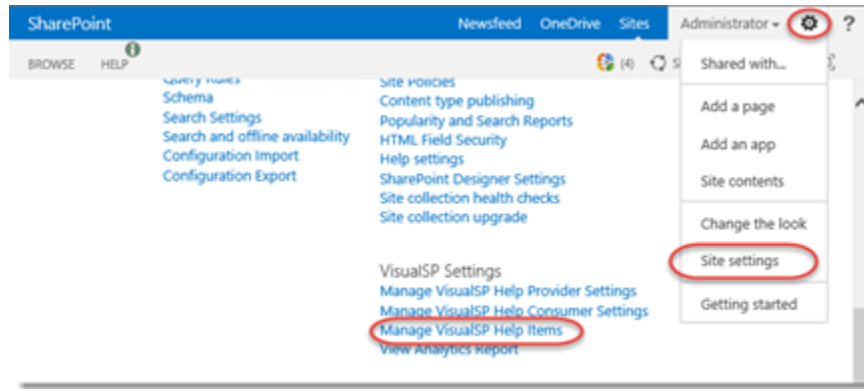 SharePoint
Newsfeed OneDrive Sites Administrator ?
BROWSE HELP (4) S
Query Rules
Schema
Search Settings
Search and offline availability
Configuration Import
Configuration Export
Site Policies
Content type publishing
Popularity and Search Reports
HTML Field Security
Help settings
SharePoint Designer Settings
Site collection health checks
Site collection upgrade
VisualSP Settings
Manage VisualSP Help Provider Settings
Manage VisualSP Help Consumer Settings
Manage VisualSP Help Items
View Analytics Report
Shared with...
Add a page
Add an app
Site contents
Change the look
Site settings
Getting started